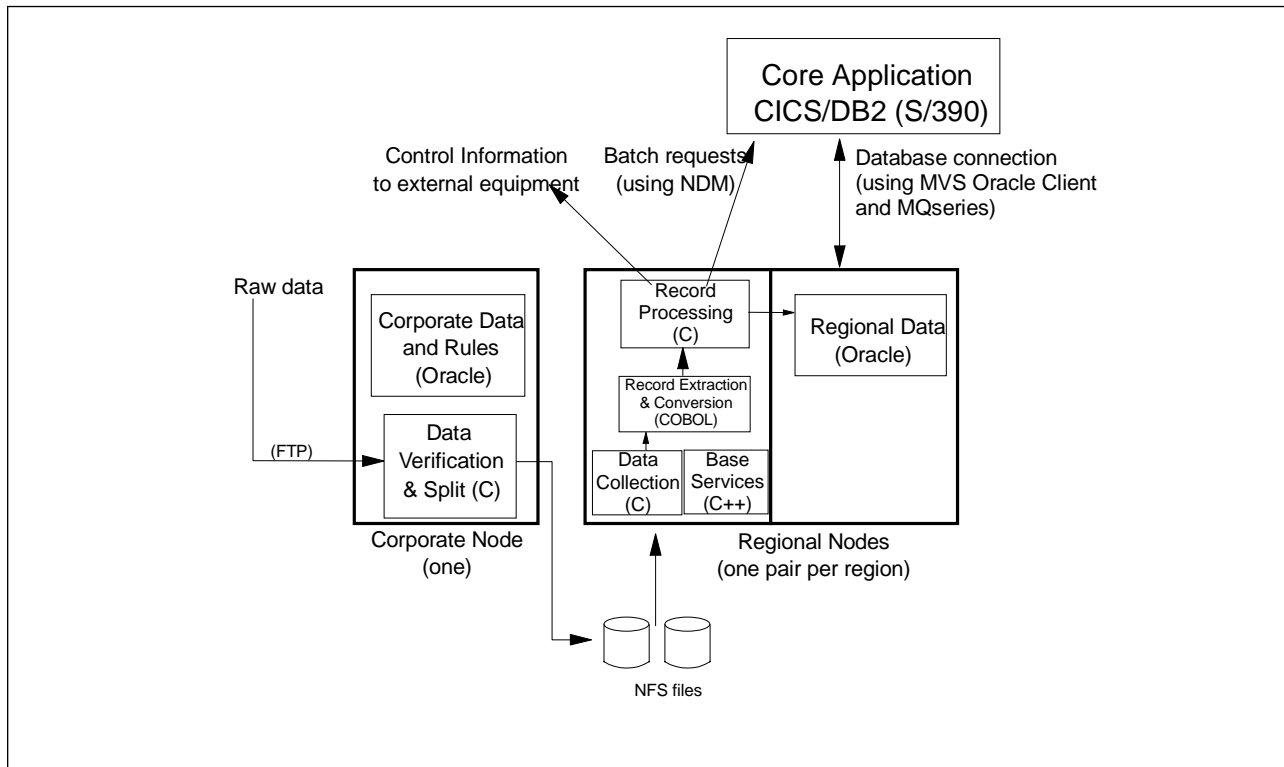 Core Application
CICS/DB2 (S/390)
Control Information
to external equipment
Batch requests
(using NDM)
Database connection
(using MVS Oracle Client
and MQseries)
Raw data
(FTP)
Corporate Data
and Rules
(Oracle)
Data
Verification
& Split (C)
Corporate Node
(one)
Record
Processing
(C)
Record Extraction
& Conversion
(COBOL)
Data
Collection
(C)
Base
Services
(C++)
Regional Data
(Oracle)
Regional Nodes
(one pair per region)
NFS files